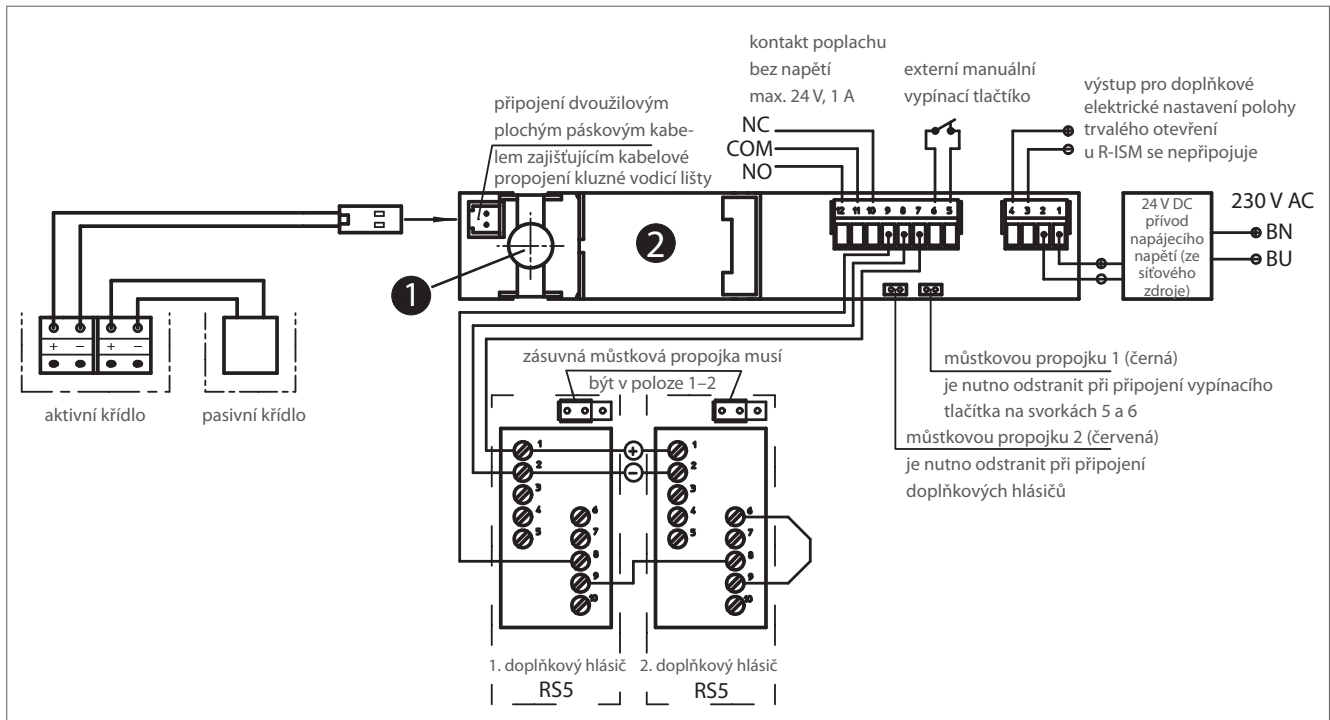 kontakt poplachu
bez napětí
max. 24 V, 1 A
NC
COM
NO
externí manuální
vypínací tlačtíko
výstup pro doplňkové
elektrické nastavení polohy
trvalého otevření
u R-ISM se nepřipojuje
připojení dvoužilovým
plochým páskovým kabe-
lem zajišťujícím kabelové
propojení kluzné vodicí lišty
12 11 10 9 8 7 6 5
4 3 2 1
24 V DC
přívod
napájecího
napětí (ze
síťového
zdroje)
230 V AC
BN
BU
1
2
+ − + −
aktivní křídlo
pasivní křídlo
zásuvná můstková propojka musí
být v poloze 1–2
můstkovou propojku 1 (černá)
je nutno odstranit při připojení vypínacího
tlačítka na svorkách 5 a 6
můstkovou propojku 2 (červená)
je nutno odstranit při připojení
doplňkových hlásičů
1
2
3
4
5
6
7
8
9
10
+
−
1
2
3
4
5
6
7
8
9
10
1. doplňkový hlásič
RS5
2. doplňkový hlásič
RS5